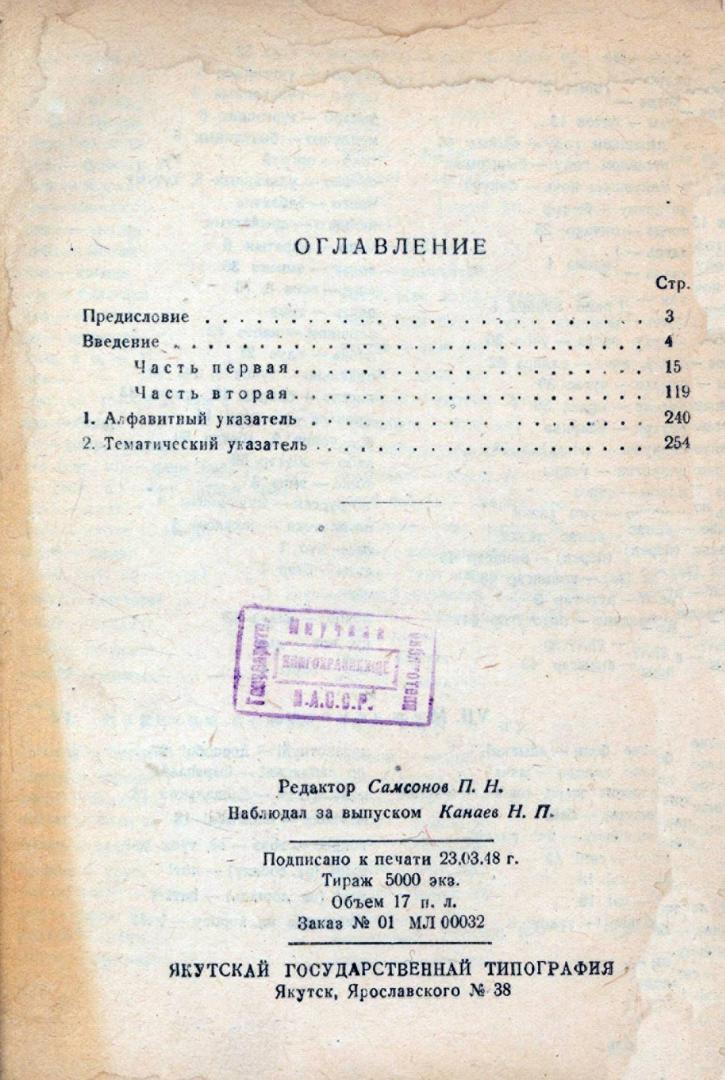 ОГЛАВЛЕНИЕ
Стр.
Предисловие . . . . . . . . . . . . . . . . . . . . 3
Введение . . . . . . . . . . . . . . . . . . . . 4
Часть первая . . . . . . . . . . . . . . . . 15
Часть вторая . . . . . . . . . . . . . . . . 119
1. Алфавитный указатель . . . . . . . . . . . . . . . 240
2. Тематический указатель . . . . . . . . . . . . . . . 254
Якутская
КНИГОХРАНИЛИЩЕ
Я.А.С.С.Р.
Редактор Самсонов П. Н.
Наблюдал за выпуском Канаев Н. П.
Подписано к печати 23.03.48 г.
Тираж 5000 экз.
Объем 17 п. л.
Заказ № 01 МЛ 00032
ЯКУТСКАЙ ГОСУДАРСТВЕННАЙ ТИПОГРАФИЯ
Якутск, Ярославского № 38